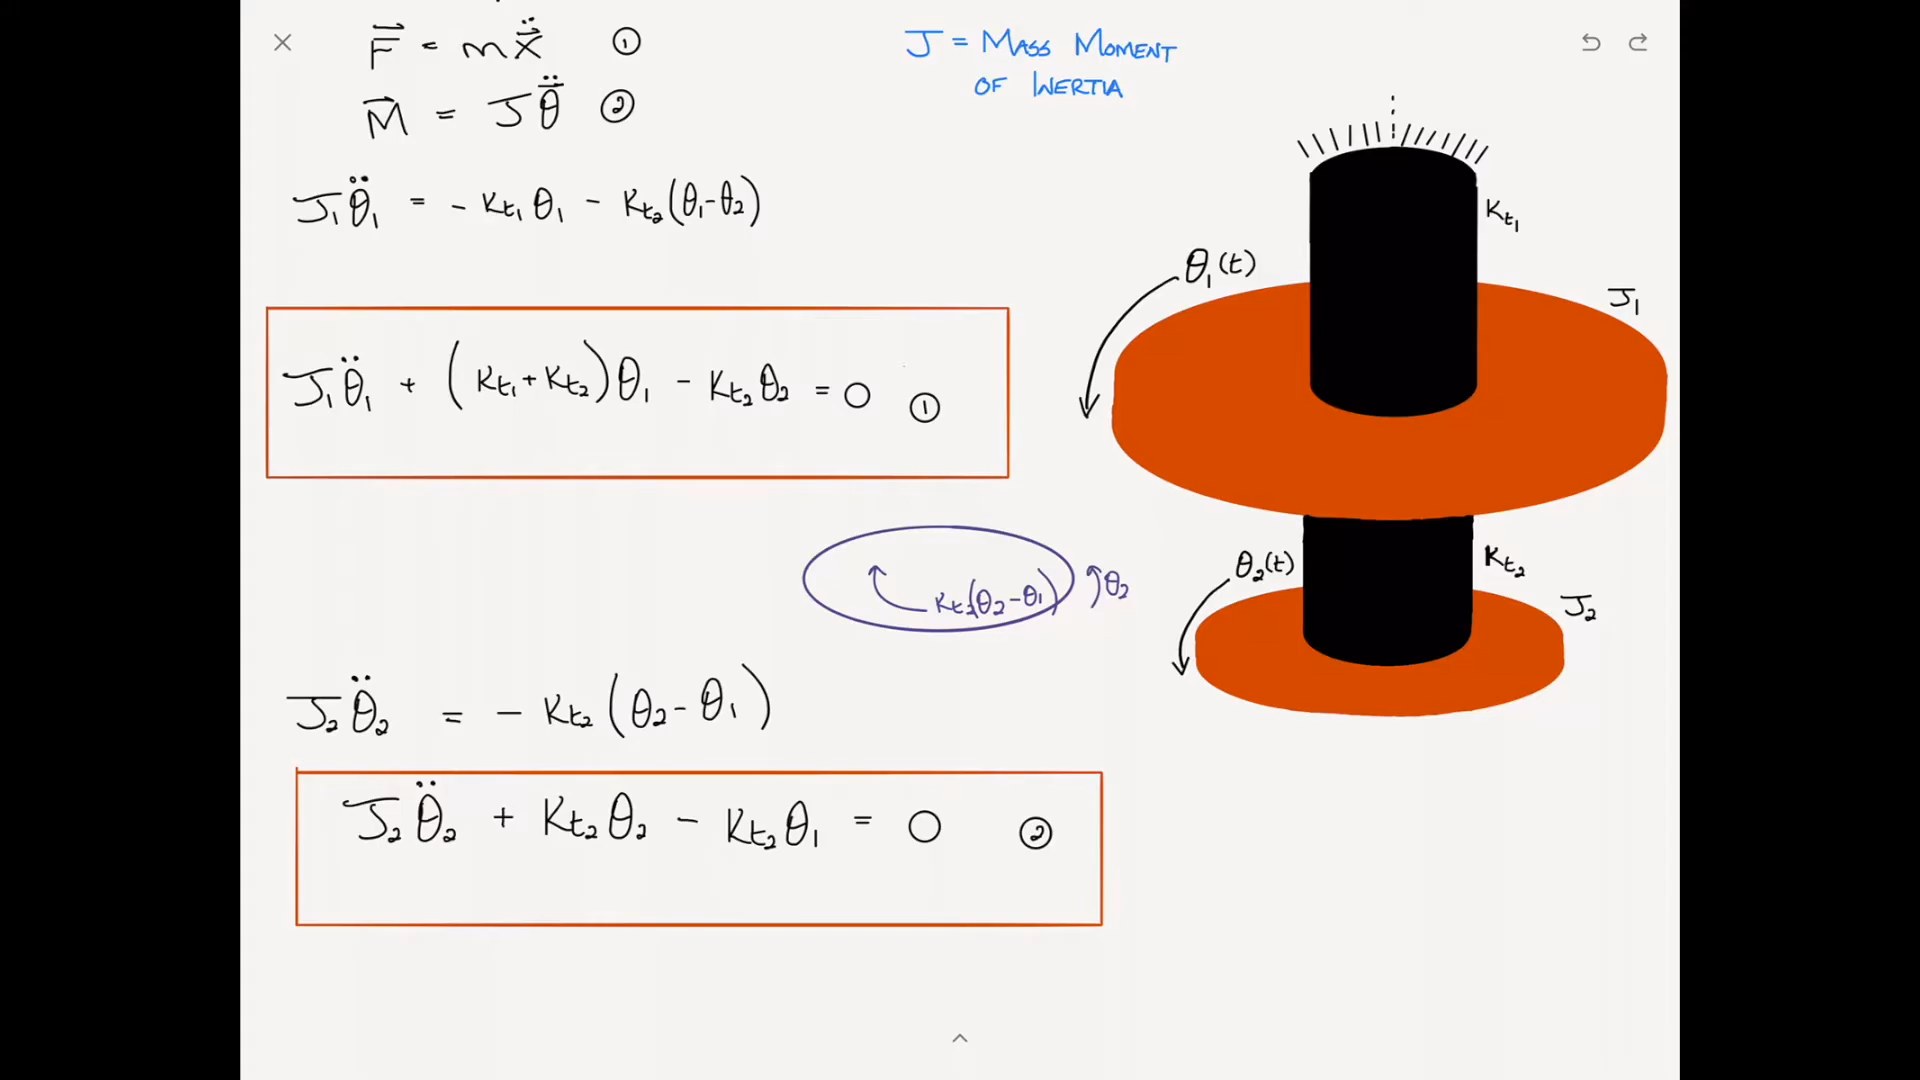 F⃗ = mẍ ①
M⃗ = Jθ̈ ②
J = MASS MOMENT
OF INERTIA
J₁θ̈₁ = - Kt₁θ₁ - Kt₂(θ₁-θ₂)
J₁θ̈₁ + (Kt₁+Kt₂)θ₁ - Kt₂θ₂ = 0 ①
Kt₂(θ₂-θ₁) θ₂
J₂θ̈₂ = - Kt₂(θ₂-θ₁)
J₂θ̈₂ + Kt₂θ₂ - Kt₂θ₁ = 0 ②
Kt₁
θ₁(t)
J₁
θ₂(t)
Kt₂
J₂